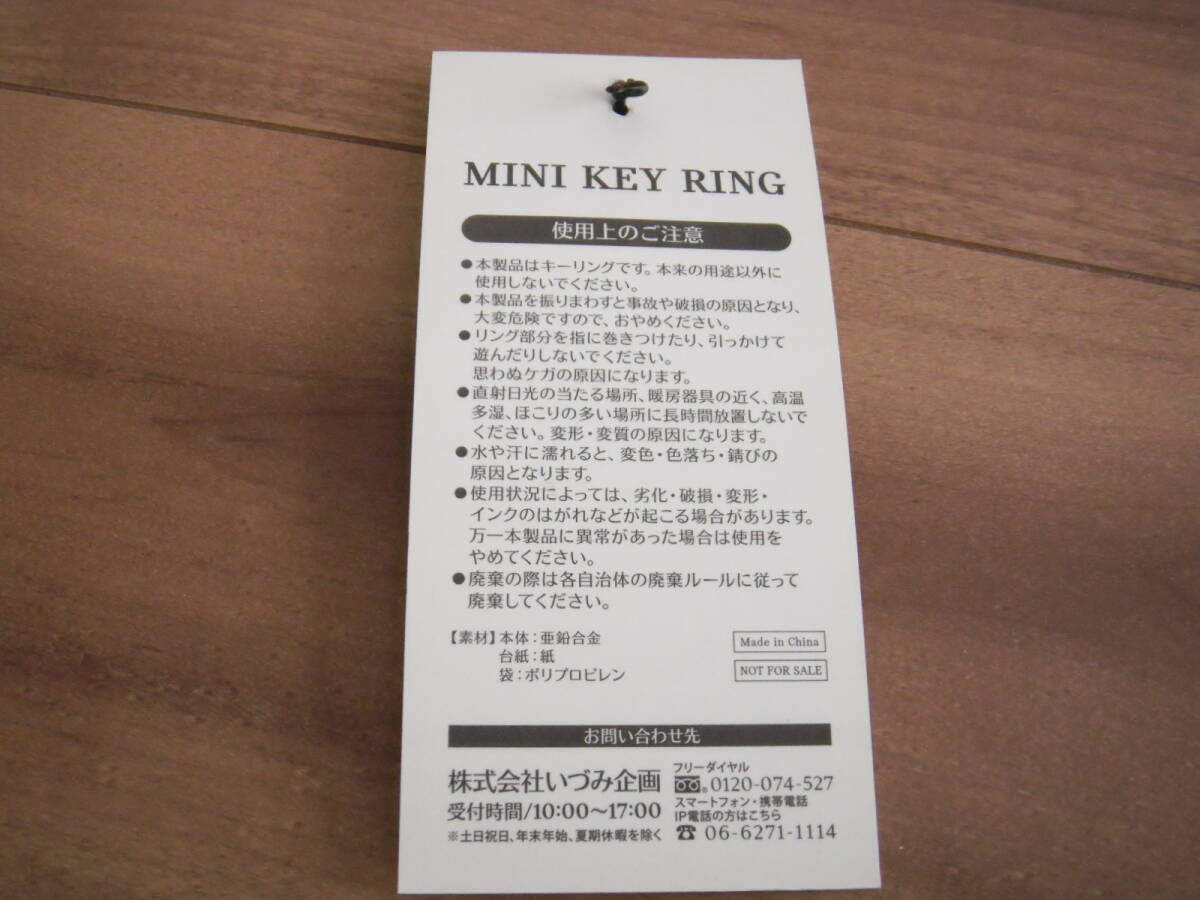 MINI KEY RING
使用上のご注意
●本製品はキーリングです。本来の用途以外に
使用しないでください。
●本製品を振りまわすと事故や破損の原因となり、
大変危険ですので、おやめください。
●リング部分を指に巻きつけたり、引っかけて
遊んだりしないでください。
思わぬケガの原因になります。
●直射日光の当たる場所、暖房器具の近く、高温
多湿、ほこりの多い場所に長時間放置しないで
ください。変形・変質の原因になります。
●水や汗に濡れると、変色・色落ち・錆びの
原因となります。
●使用状況によっては、劣化・破損・変形・
インクのはがれなどが起こる場合があります。
万一本製品に異常があった場合は使用を
やめてください。
●廃棄の際は各自治体の廃棄ルールに従って
廃棄してください。
【素材】本体：亜鉛合金
台紙：紙
袋：ポリプロピレン
Made in China
NOT FOR SALE
お問い合わせ先
株式会社いづみ企画
受付時間/10:00〜17:00
※土日祝日、年末年始、夏期休暇を除く
フリーダイヤル
®0120-074-527
スマートフォン・携帯電話
IP電話の方はこちら
☎ 06-6271-1114